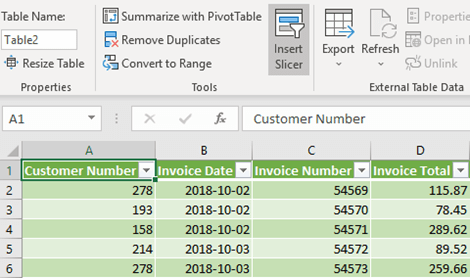 Table Name:
Table2
Resize Table
Properties
Summarize with PivotTable
Remove Duplicates
Convert to Range
Insert
Slicer
Tools
Export
Refresh
Properties
Open in
Unlink
External Table Data
A1
fx
Customer Number
A B C D
1 Customer Number Invoice Date Invoice Number Invoice Total
2 278 2018-10-02 54569 115.87
3 193 2018-10-02 54570 78.45
4 158 2018-10-02 54571 289.62
5 214 2018-10-03 54572 89.52
6 278 2018-10-03 54573 259.66